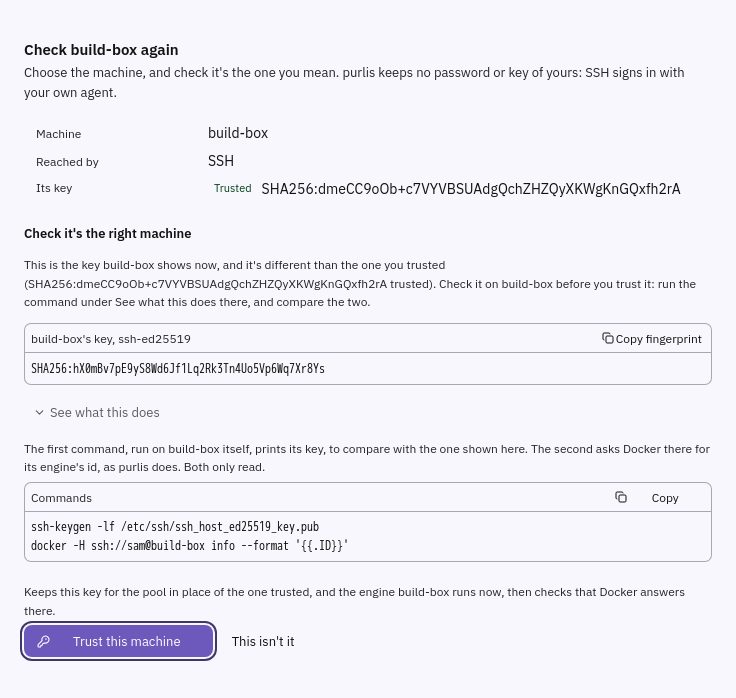 Check build-box again
Choose the machine, and check it's the one you mean. purlis keeps no password or key of yours: SSH signs in with
your own agent.
Machine build-box
Reached by SSH
Its key Trusted SHA256:dmeCC9oOb+c7VYVBSUAdgQchZHZQyXKWgKnGQxfh2rA
Check it's the right machine
This is the key build-box shows now, and it's different than the one you trusted
(SHA256:dmeCC9oOb+c7VYVBSUAdgQchZHZQyXKWgKnGQxfh2rA trusted). Check it on build-box before you trust it: run the
command under See what this does there, and compare the two.
build-box's key, ssh-ed25519 Copy fingerprint
SHA256:hX0mBv7pE9yS8Wd6Jf1Lq2Rk3Tn4Uo5Vp6Wq7Xr8Ys
See what this does
The first command, run on build-box itself, prints its key, to compare with the one shown here. The second asks Docker there for
its engine's id, as purlis does. Both only read.
Commands Copy
ssh-keygen -lf /etc/ssh/ssh_host_ed25519_key.pub
docker -H ssh://sam@build-box info --format '{{.ID}}'
Keeps this key for the pool in place of the one trusted, and the engine build-box runs now, then checks that Docker answers
there.
Trust this machine This isn't it